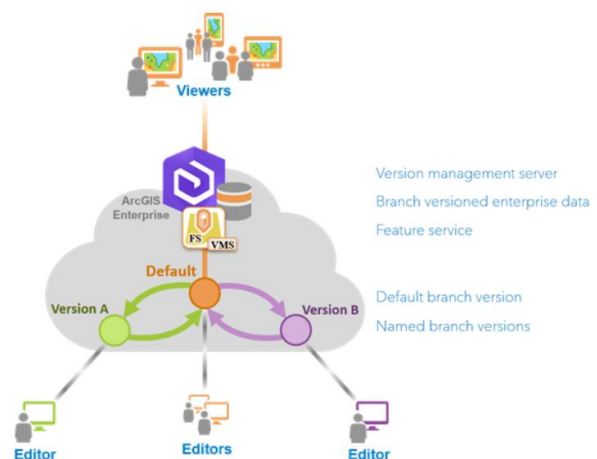 Viewers
ArcGIS
Enterprise
FS
VMS
Version management server
Branch versioned enterprise data
Feature service
Default
Version A
Version B
Default branch version
Named branch versions
Editor
Editors
Editor